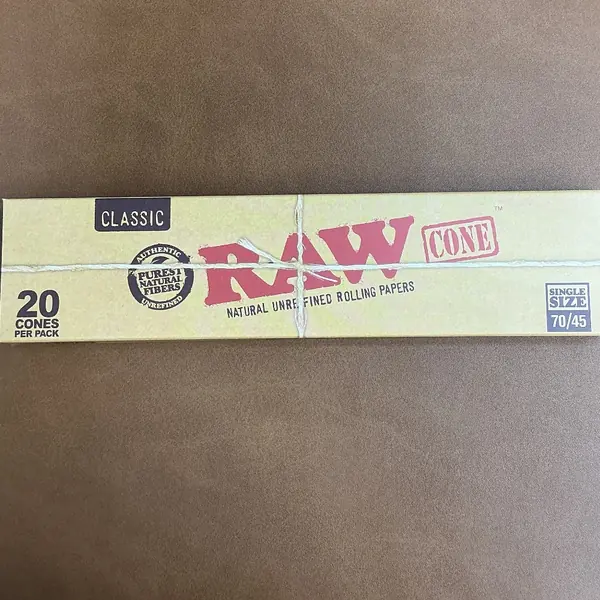 CLASSIC
AUTHENTIC
PUREST
NATURAL
FIBERS
UNREFINED
RAW
CONE
™
NATURAL UNREFINED ROLLING PAPERS
20
CONES
PER PACK
SINGLE
SIZE
70/45